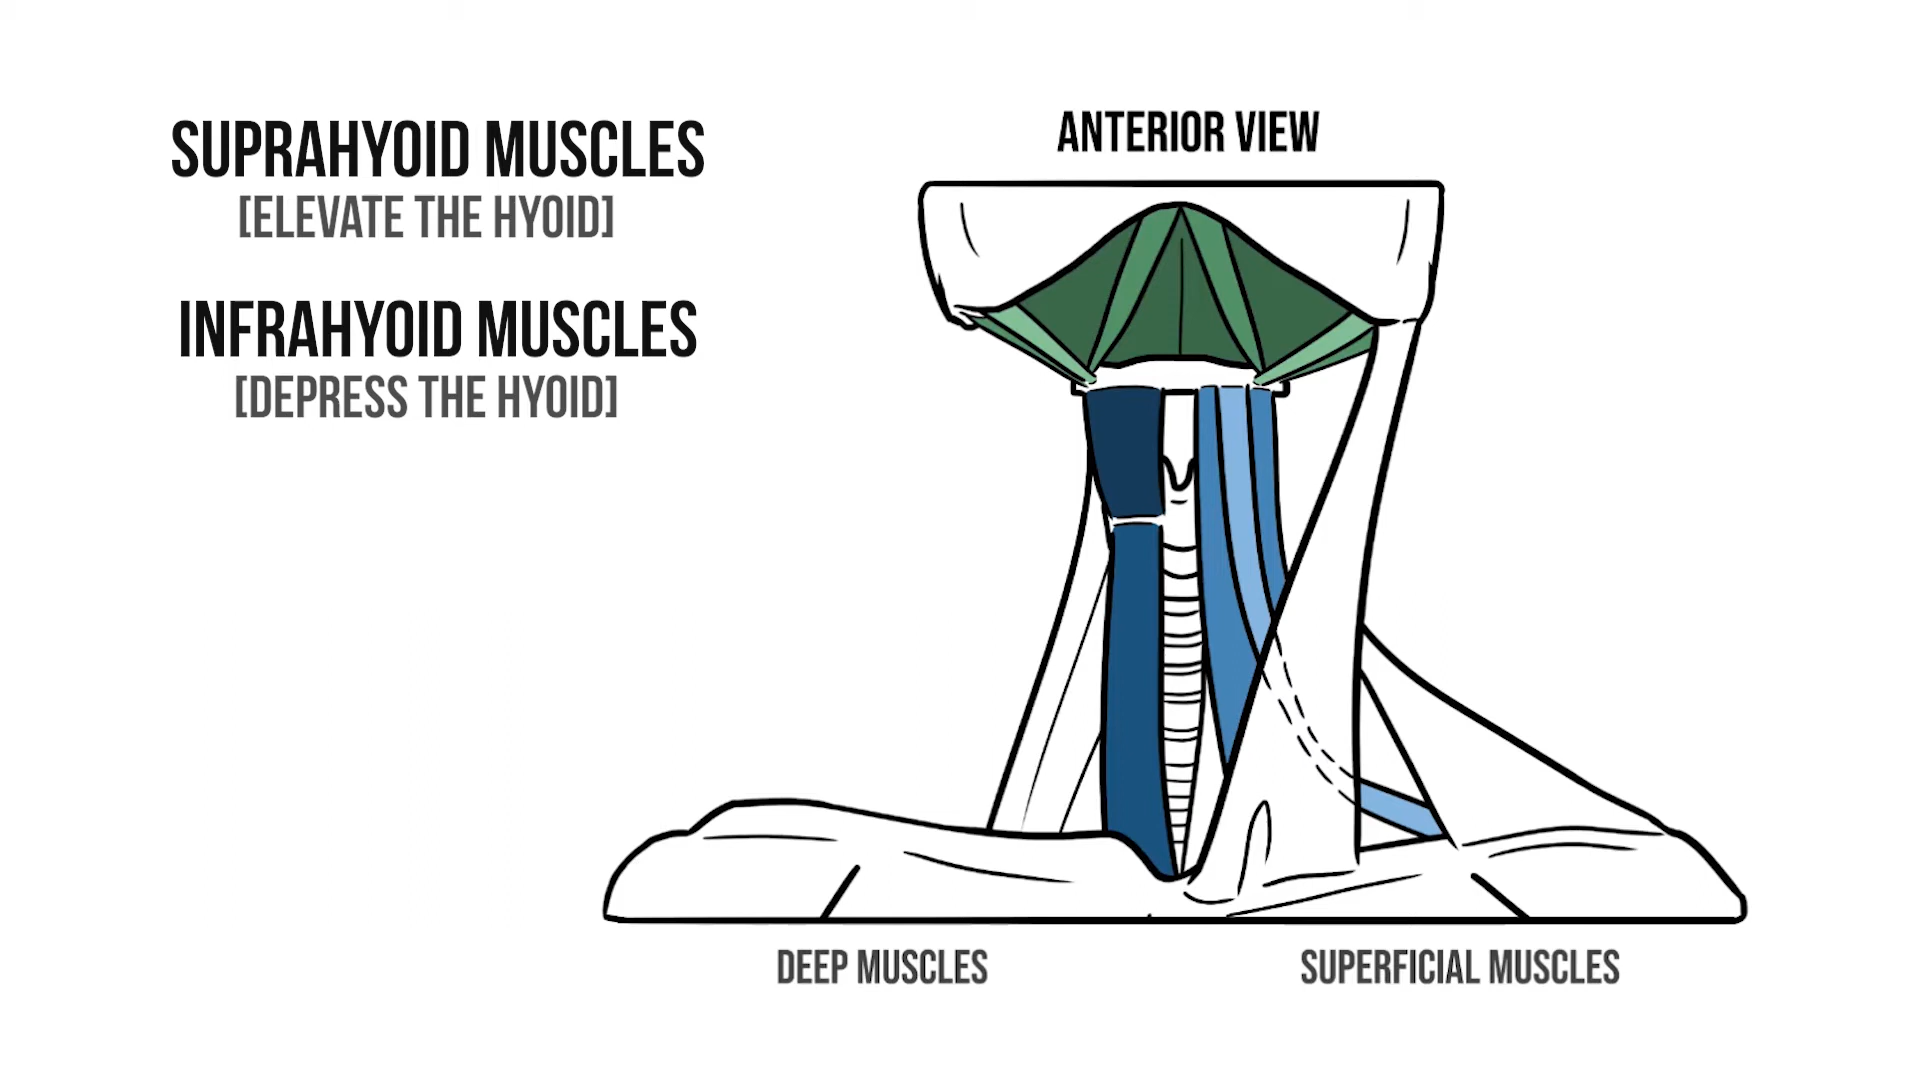 SUPRAHYOID MUSCLES
[ELEVATE THE HYOID]
INFRAHYOID MUSCLES
[DEPRESS THE HYOID]
ANTERIOR VIEW
DEEP MUSCLES
SUPERFICIAL MUSCLES